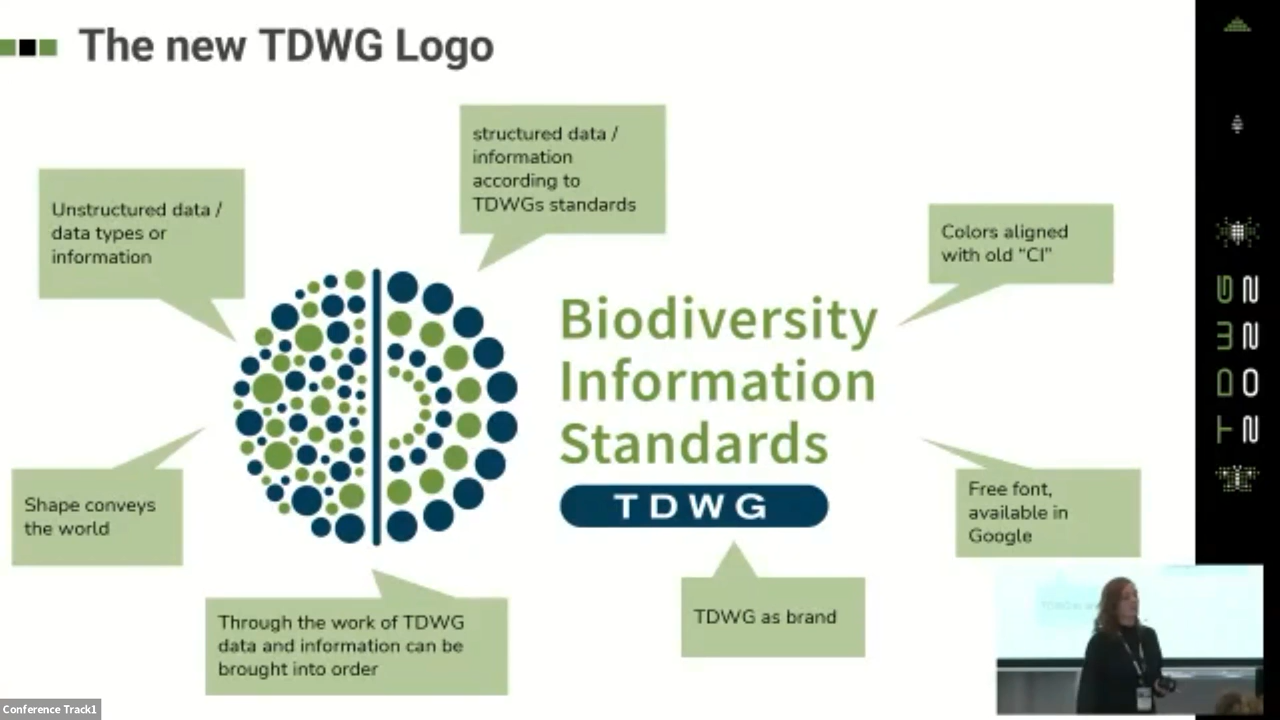 The new TDWG Logo
structured data /
information
according to
TDWGs standards
Unstructured data /
data types or
information
Colors aligned
with old “CI”
Biodiversity
Information
Standards
TDWG
Shape conveys
the world
Free font,
available in
Google
Through the work of TDWG
data and information can be
brought into order
TDWG as brand
TDWG
2022
Conference Track1